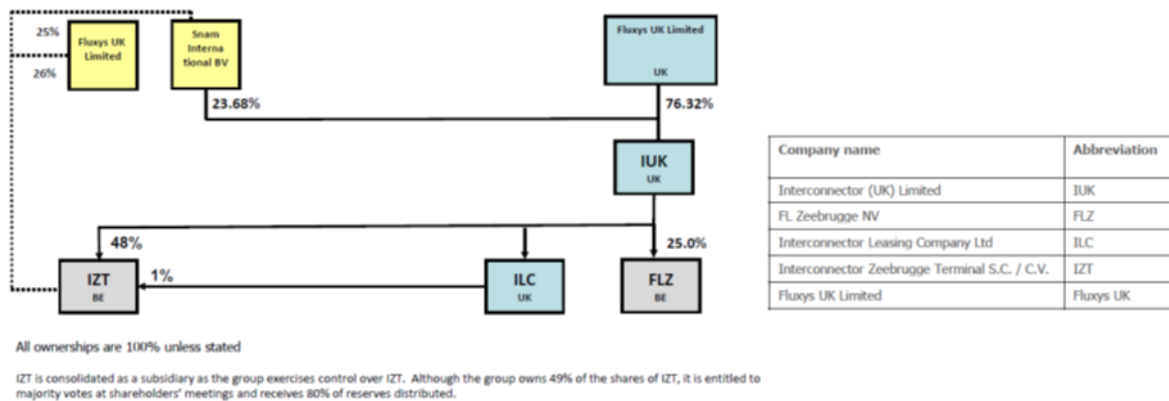 25%
26%
Fluxys UK
Limited
Snam
Interna
tional BV
Fluxys UK Limited
UK
23.68%
76.32%
IUK
UK
48%
25.0%
IZT
BE
1%
ILC
UK
FLZ
BE
Company name Abbreviation
Interconnector (UK) Limited IUK
FL Zeebrugge NV FLZ
Interconnector Leasing Company Ltd ILC
Interconnector Zeebrugge Terminal S.C. / C.V. IZT
Fluxys UK Limited Fluxys UK
All ownerships are 100% unless stated
IZT is consolidated as a subsidiary as the group exercises control over IZT. Although the group owns 49% of the shares of IZT, it is entitled to
majority votes at shareholders' meetings and receives 80% of reserves distributed.